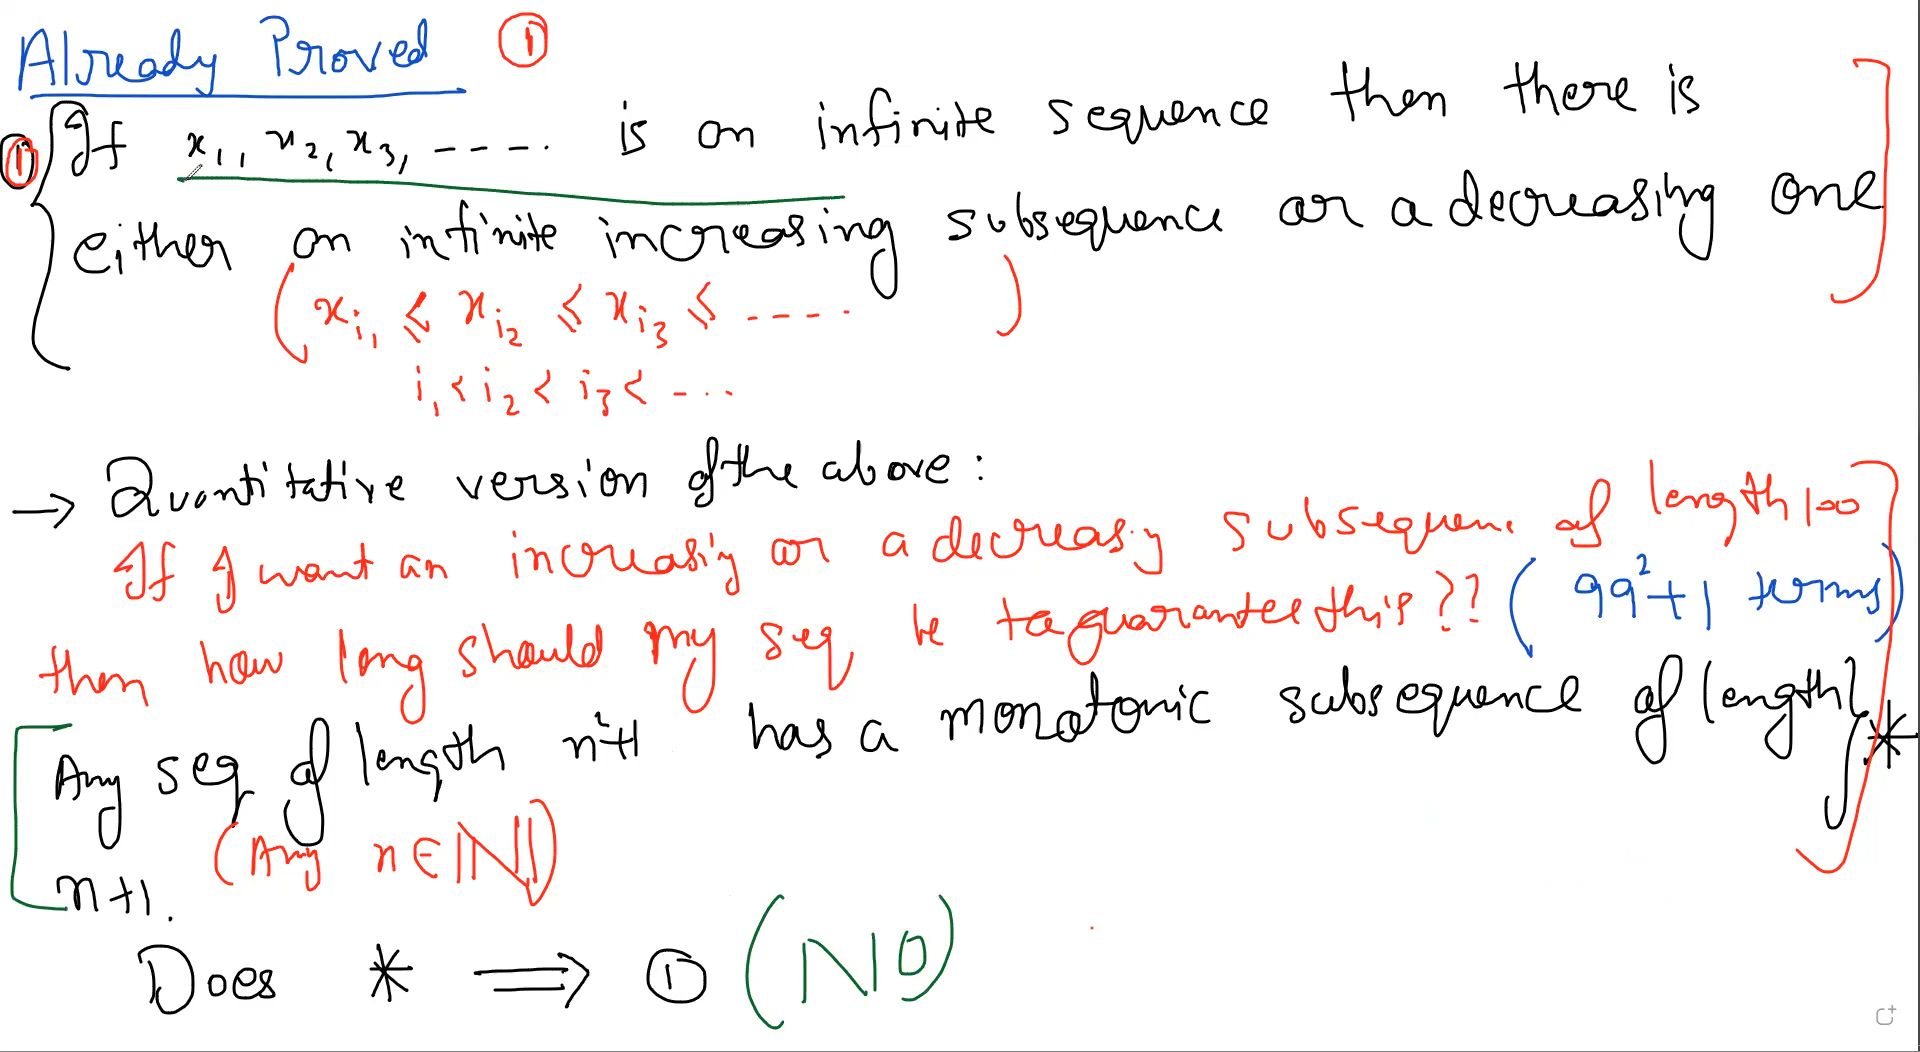 Already Proved ①
① If x₁, x₂, x₃, ---- is an infinite sequence then there is
either an infinite increasing subsequence or a decreasing one
( xᵢ₁ ≤ xᵢ₂ ≤ xᵢ₃ ≤ ---- )
i₁ < i₂ < i₃ < - ...
→ Quantitative version of the above :
If I want an increasiy or a decreasiy subsequen of length 100
then how long should my seq be to guarantee this?? ( 99² + 1 terms )
Any seq of length n²+1 has a monotonic subsequence of length *
n+1. (Any n ∈ ℕ)
Does * ⟹ ① (NO)